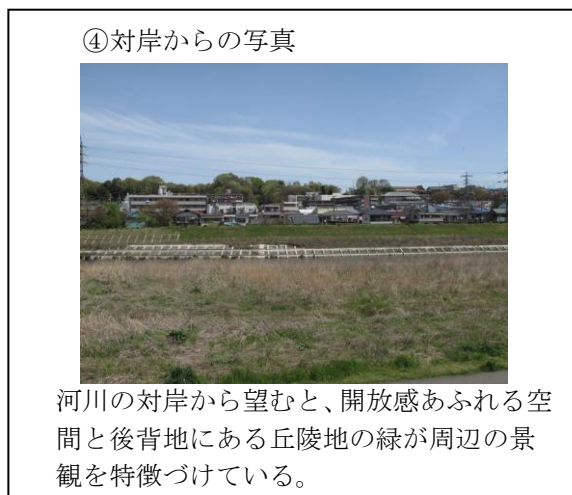 ④対岸からの写真
河川の対岸から望むと、開放感あふれる空
間と後背地にある丘陵地の緑が周辺の景
観を特徴づけている。